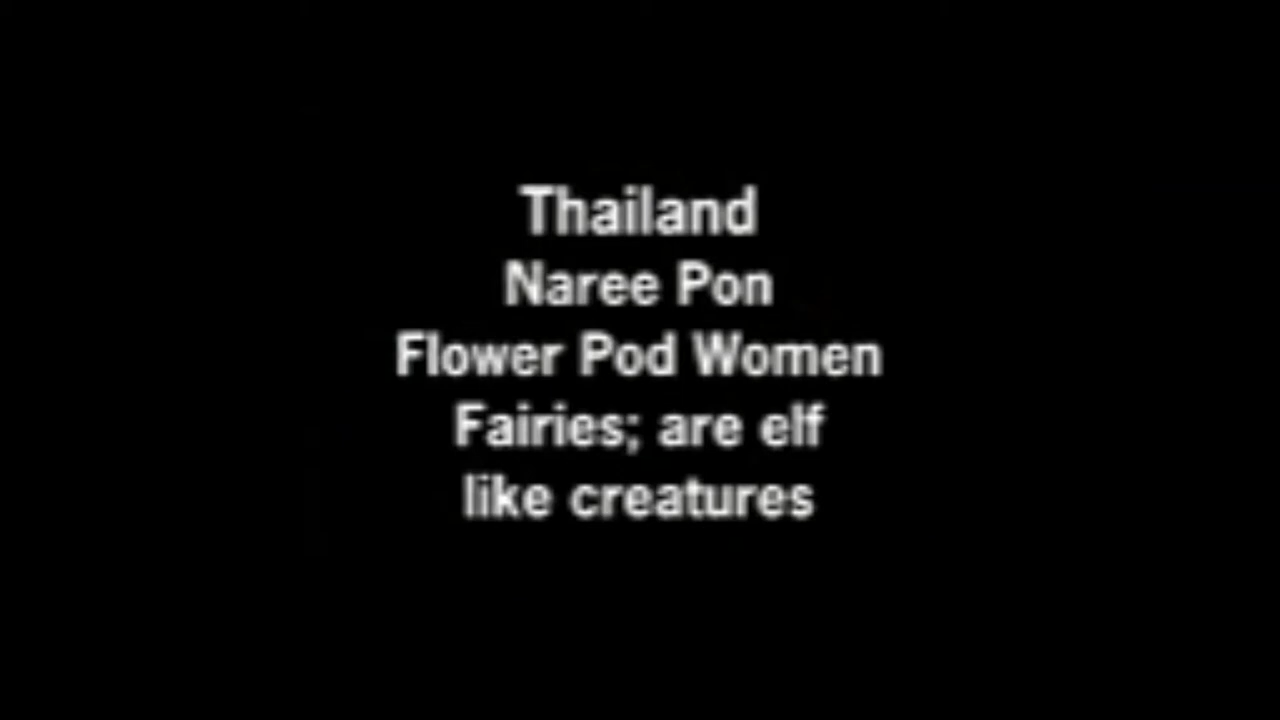 Thailand
Naree Pon
Flower Pod Women
Fairies; are elf
like creatures